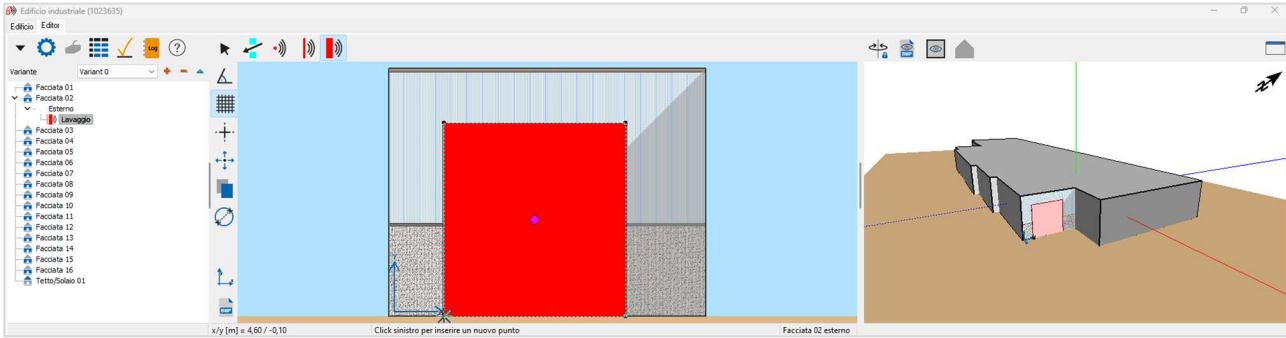 Edificio industriale (1023635)
Edificio Editor
Log ?
Variante Variant 0
Facciata 01
Facciata 02
Esterno
Lavaggio
Facciata 03
Facciata 04
Facciata 05
Facciata 06
Facciata 07
Facciata 08
Facciata 09
Facciata 10
Facciata 11
Facciata 12
Facciata 13
Facciata 14
Facciata 15
Facciata 16
Tetto/Solaio 01
x/y [m] = 4,60 / -0,10 Click sinistro per inserire un nuovo punto Facciata 02 esterno